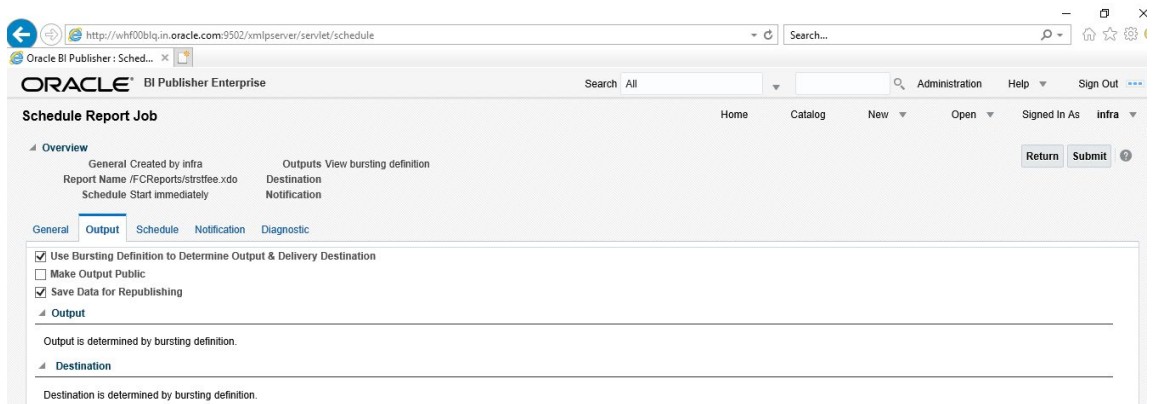 http://whf00blq.in.oracle.com:9502/xmlpserver/servlet/schedule
Search...
Oracle BI Publisher : Sched...
ORACLE BI Publisher Enterprise
Search All
Administration Help Sign Out
Schedule Report Job
Home Catalog New Open Signed In As infra
Overview
General Created by infra Outputs View bursting definition
Return Submit
Report Name /FCReports/strstfee.xdo Destination
Schedule Start immediately Notification
General Output Schedule Notification Diagnostic
Use Bursting Definition to Determine Output & Delivery Destination
Make Output Public
Save Data for Republishing
Output
Output is determined by bursting definition.
Destination
Destination is determined by bursting definition.